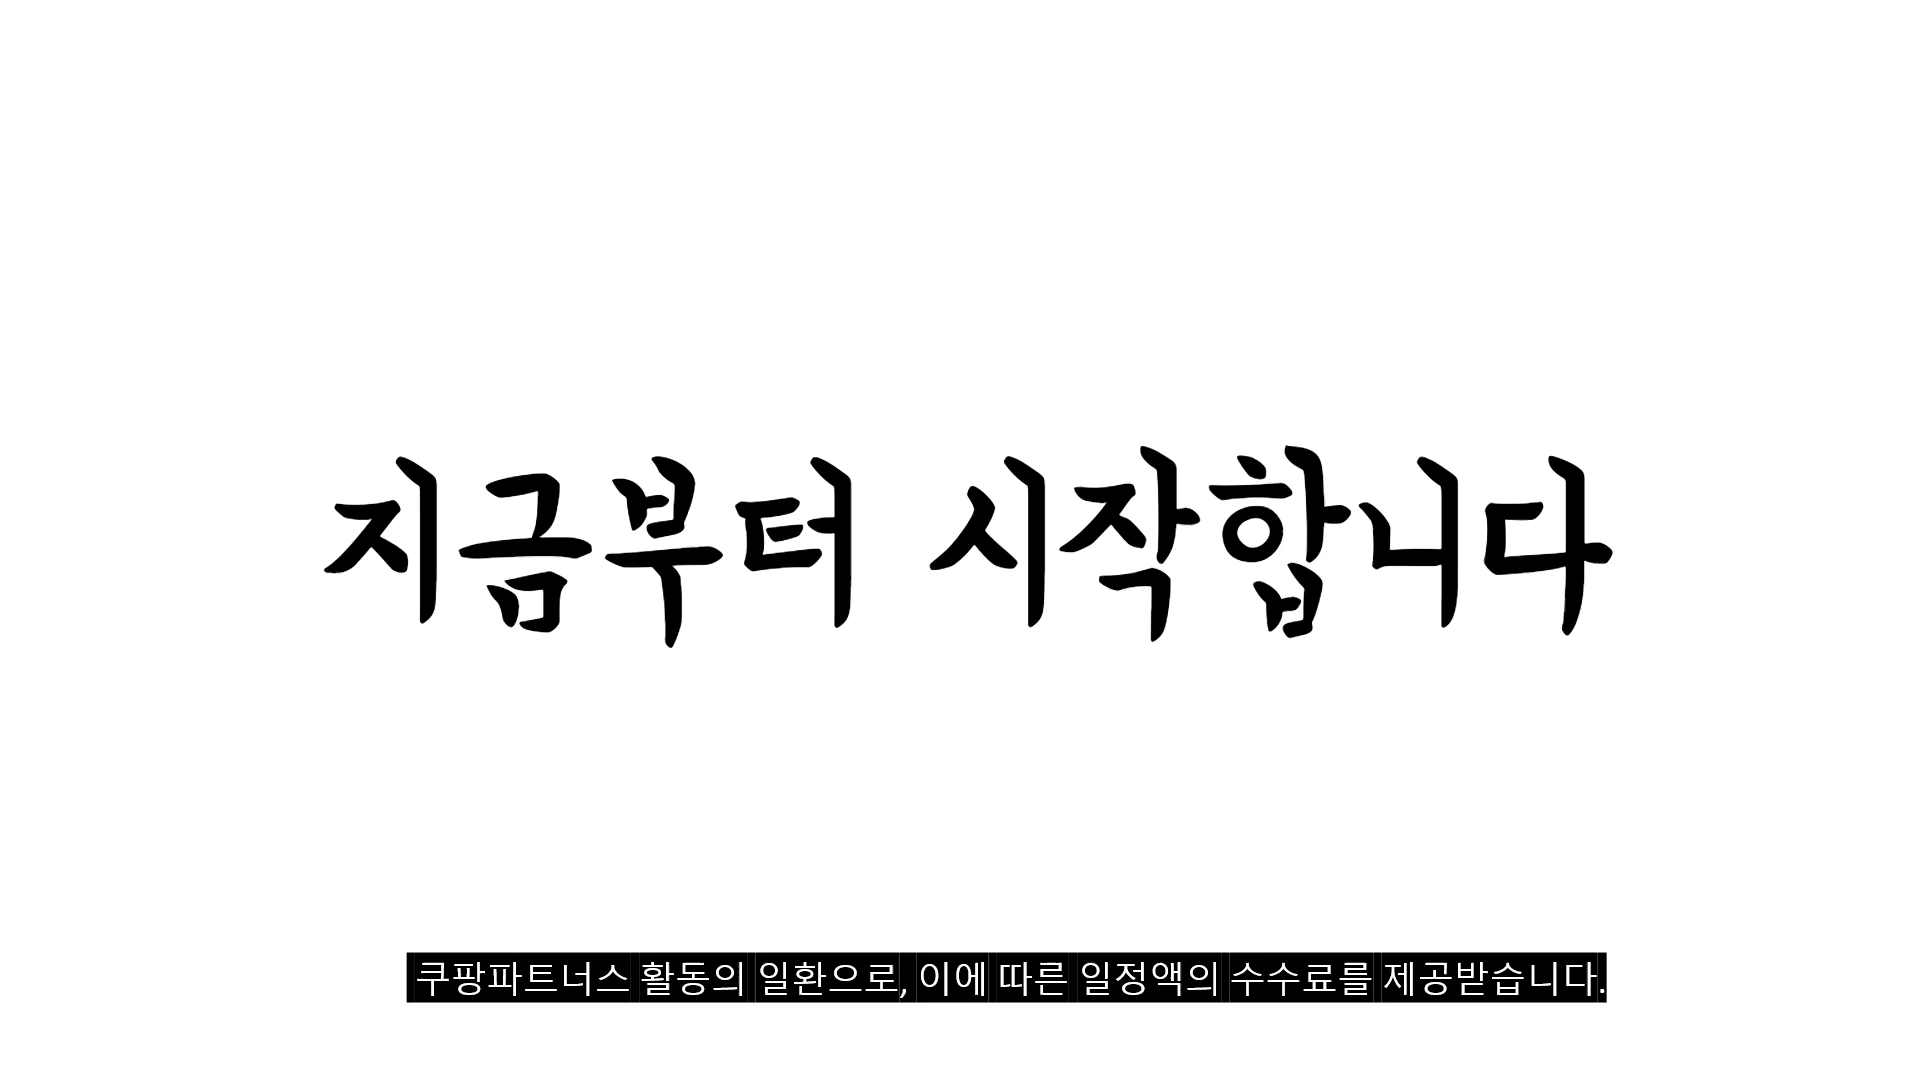 지금부터 시작합니다
쿠팡파트너스 활동의 일환으로, 이에 따른 일정액의 수수료를 제공받습니다.